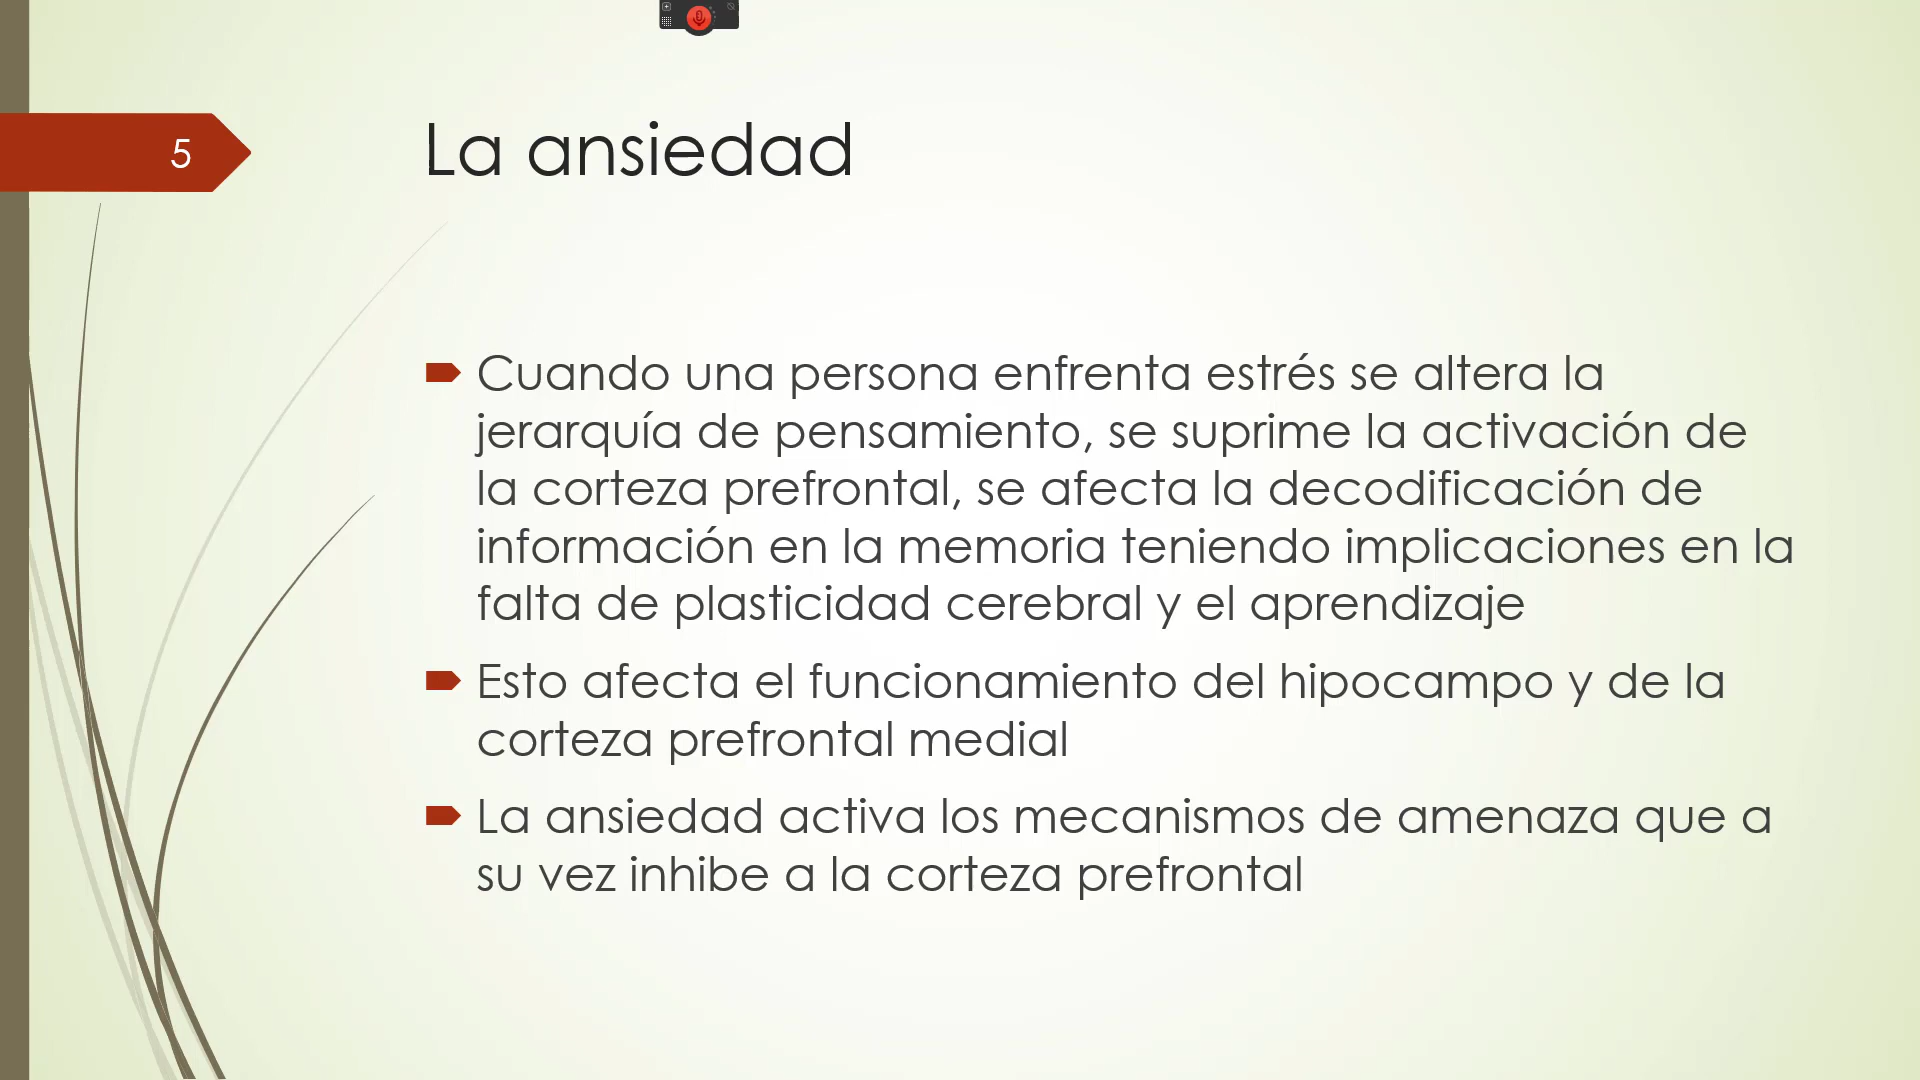 5
La ansiedad
Cuando una persona enfrenta estrés se altera la
jerarquía de pensamiento, se suprime la activación de
la corteza prefrontal, se afecta la decodificación de
información en la memoria teniendo implicaciones en la
falta de plasticidad cerebral y el aprendizaje
Esto afecta el funcionamiento del hipocampo y de la
corteza prefrontal medial
La ansiedad activa los mecanismos de amenaza que a
su vez inhibe a la corteza prefrontal